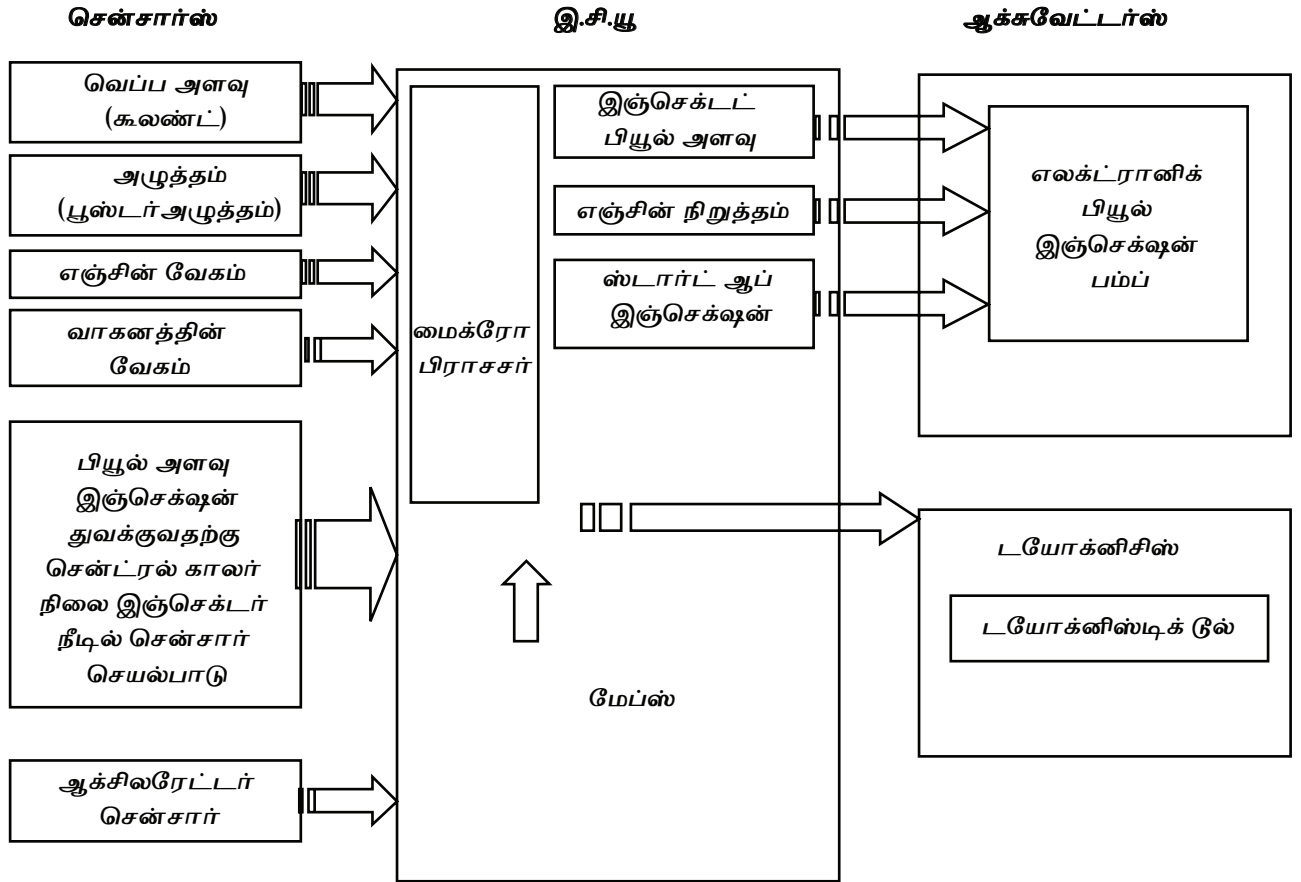 சென்சார்ஸ்
இ.சி.யூ
ஆக்சுவேட்டர்ஸ்
வெப்ப அளவு
(கூலண்ட்)
அழுத்தம்
(பூஸ்டர்அழுத்தம்)
எஞ்சின் வேகம்
வாகனத்தின்
வேகம்
பியூல் அளவு
இஞ்செக்ஷன்
துவக்குவதற்கு
சென்ட்ரல் காலர்
நிலை இஞ்செக்டர்
நீடில் சென்சார்
செயல்பாடு
ஆக்சிலரேட்டர்
சென்சார்
மைக்ரோ
பிராசசர்
இஞ்செக்டட்
பியூல் அளவு
எஞ்சின் நிறுத்தம்
ஸ்டார்ட் ஆப்
இஞ்செக்ஷன்
மேப்ஸ்
எலக்ட்ரானிக்
பியூல்
இஞ்செக்ஷன்
பம்ப்
டயோக்னிசிஸ்
டயோக்னிஸ்டிக் டூல்